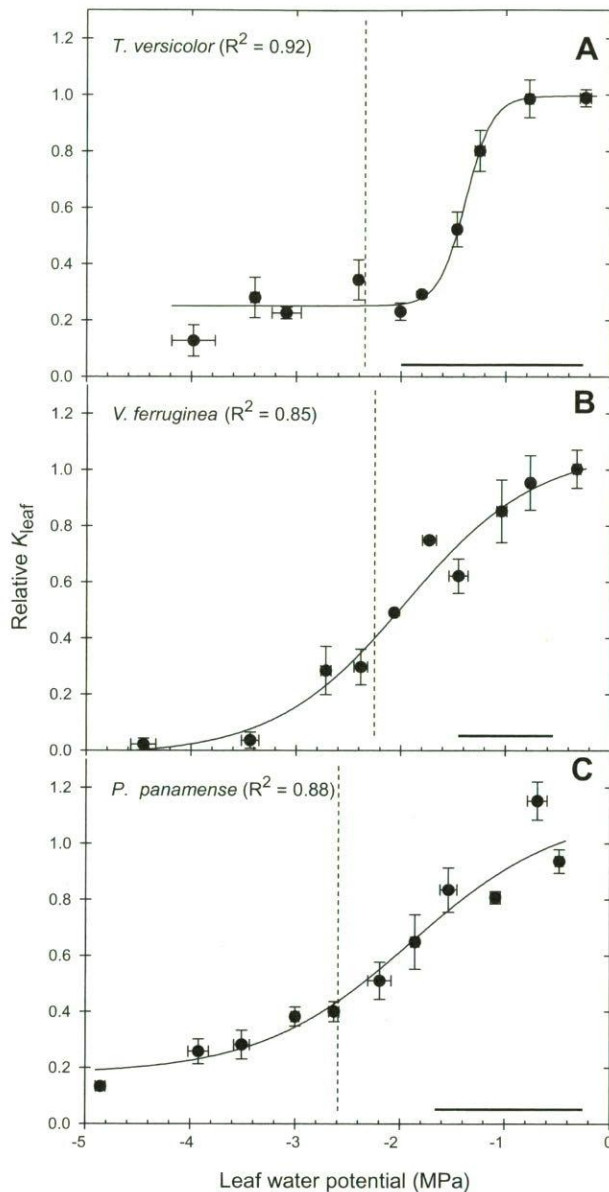 1.2
T. versicolor (R² = 0.92)
A
1.0
0.8
0.6
0.4
0.2
0.0
B
1.2
V. ferruginea (R² = 0.85)
1.0
0.8
0.6
0.4
0.2
0.0
Relative Kleaf
C
1.2
P. panamense (R² = 0.88)
1.0
0.8
0.6
0.4
0.2
0.0
-5 -4 -3 -2 -1 0
Leaf water potential (MPa)